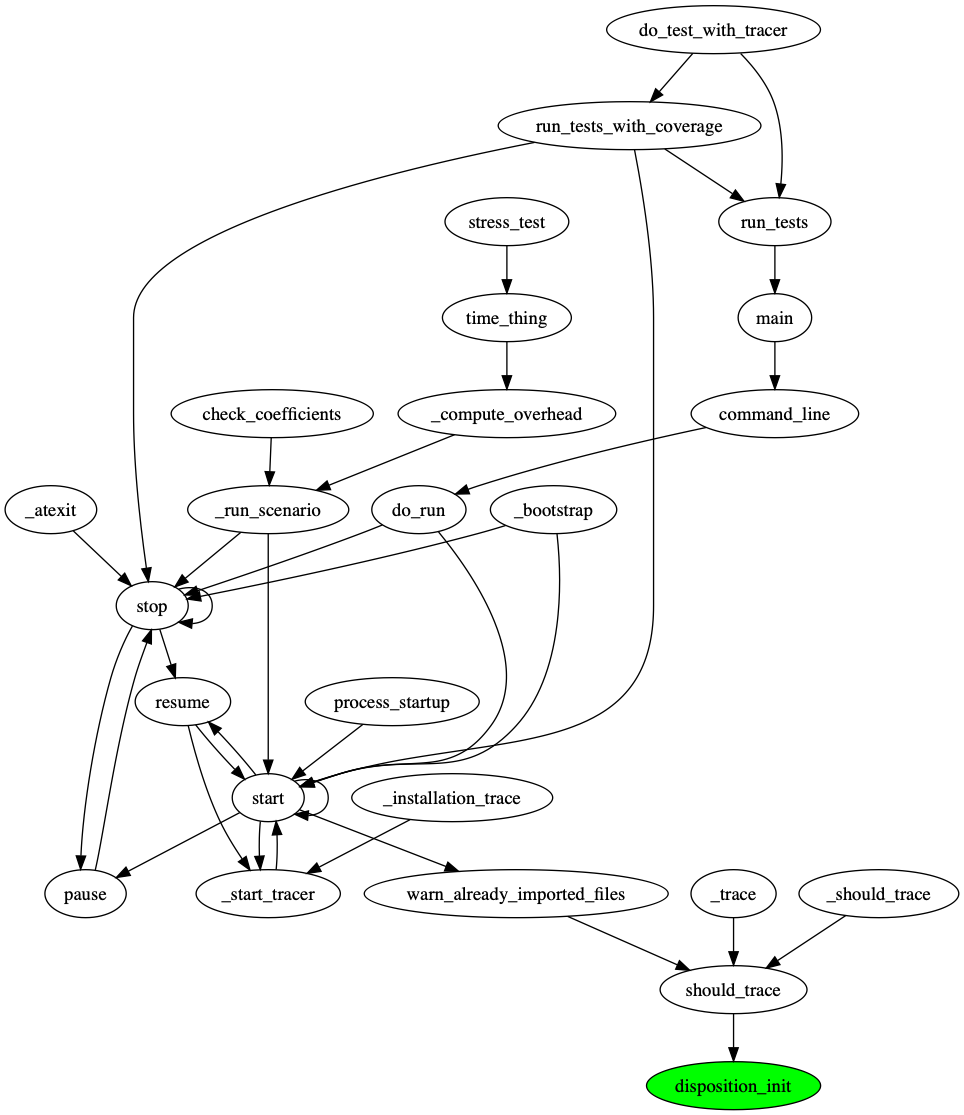 do_test_with_tracer
run_tests_with_coverage
stress_test
run_tests
time_thing
main
check_coefficients
_compute_overhead
command_line
_atexit
_run_scenario
do_run
_bootstrap
stop
resume
process_startup
start
_installation_trace
pause
_start_tracer
warn_already_imported_files
_trace
_should_trace
should_trace
disposition_init